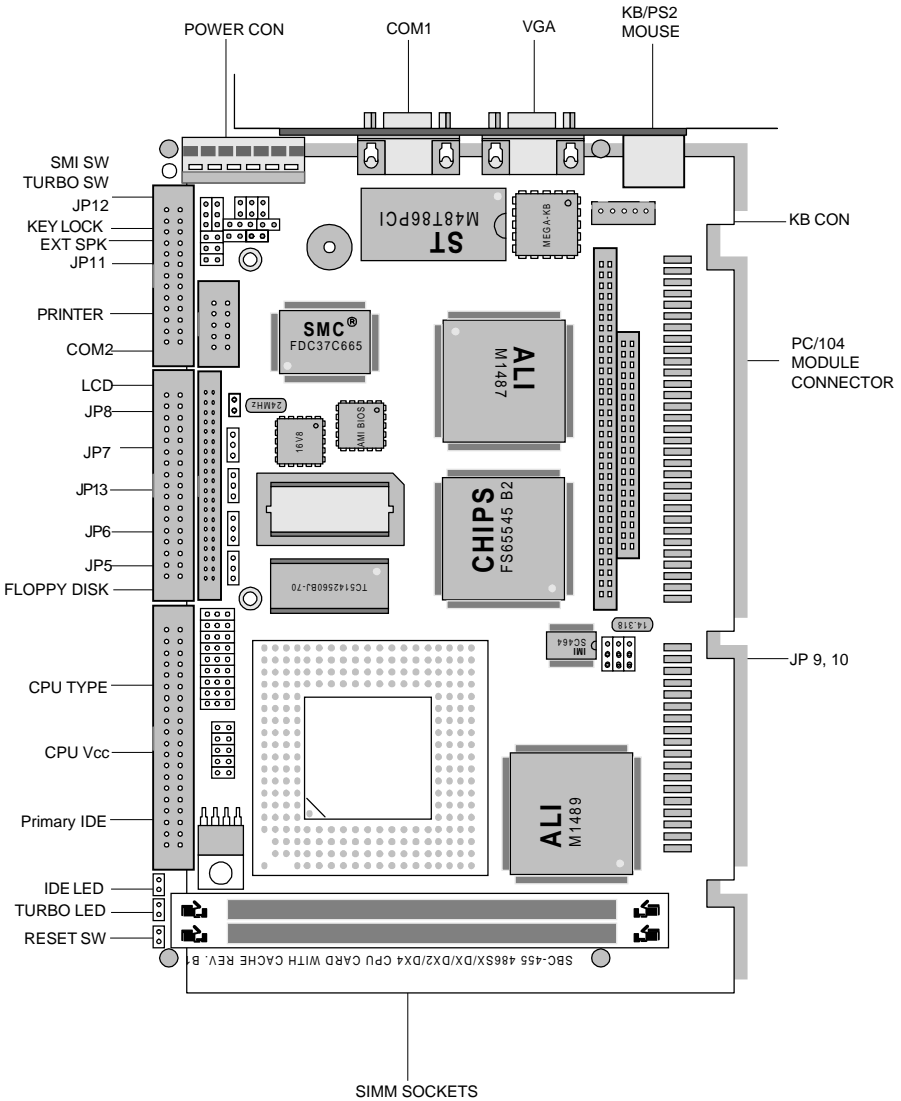 POWER CON
COM1
VGA
KB/PS2
MOUSE
SMI SW
TURBO SW
JP12
KEY LOCK
EXT SPK
JP11
PRINTER
COM2
LCD
JP8
JP7
JP13
JP6
JP5
FLOPPY DISK
CPU TYPE
CPU Vcc
Primary IDE
IDE LED
TURBO LED
RESET SW
KB CON
PC/104
MODULE
CONNECTOR
JP 9, 10
ST
M48T86PCI
MEGA-KB
SMC®
FDC37C665
ALI
M1487
24MHz
16V8
AMI BIOS
CHIPS
FS65545 B2
TC5142560BJ-70
14.318
IMI
SC464
ALI
M1489
SBC-455 486SX/DX/DX2/DX4 CPU CARD WITH CACHE REV. B1
SIMM SOCKETS